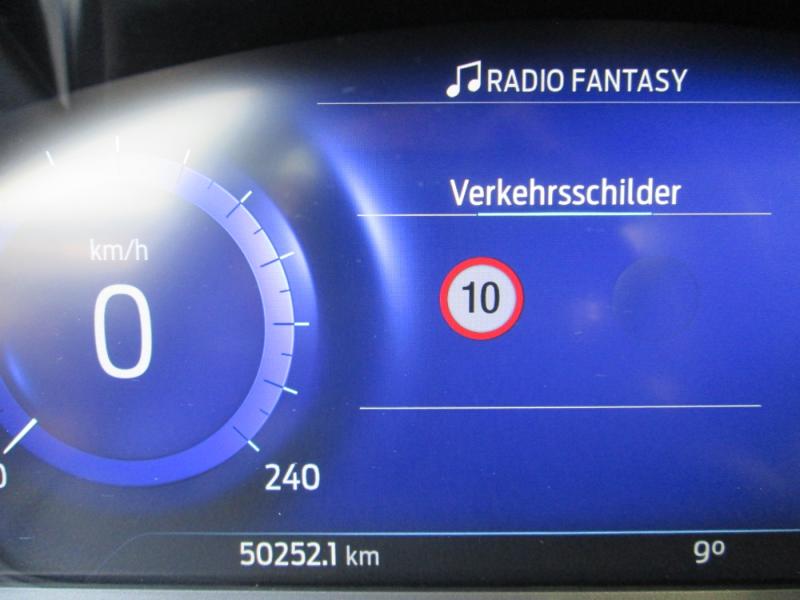 RADIO FANTASY
Verkehrsschilder
km/h
0
10
240
50252.1 km
9º